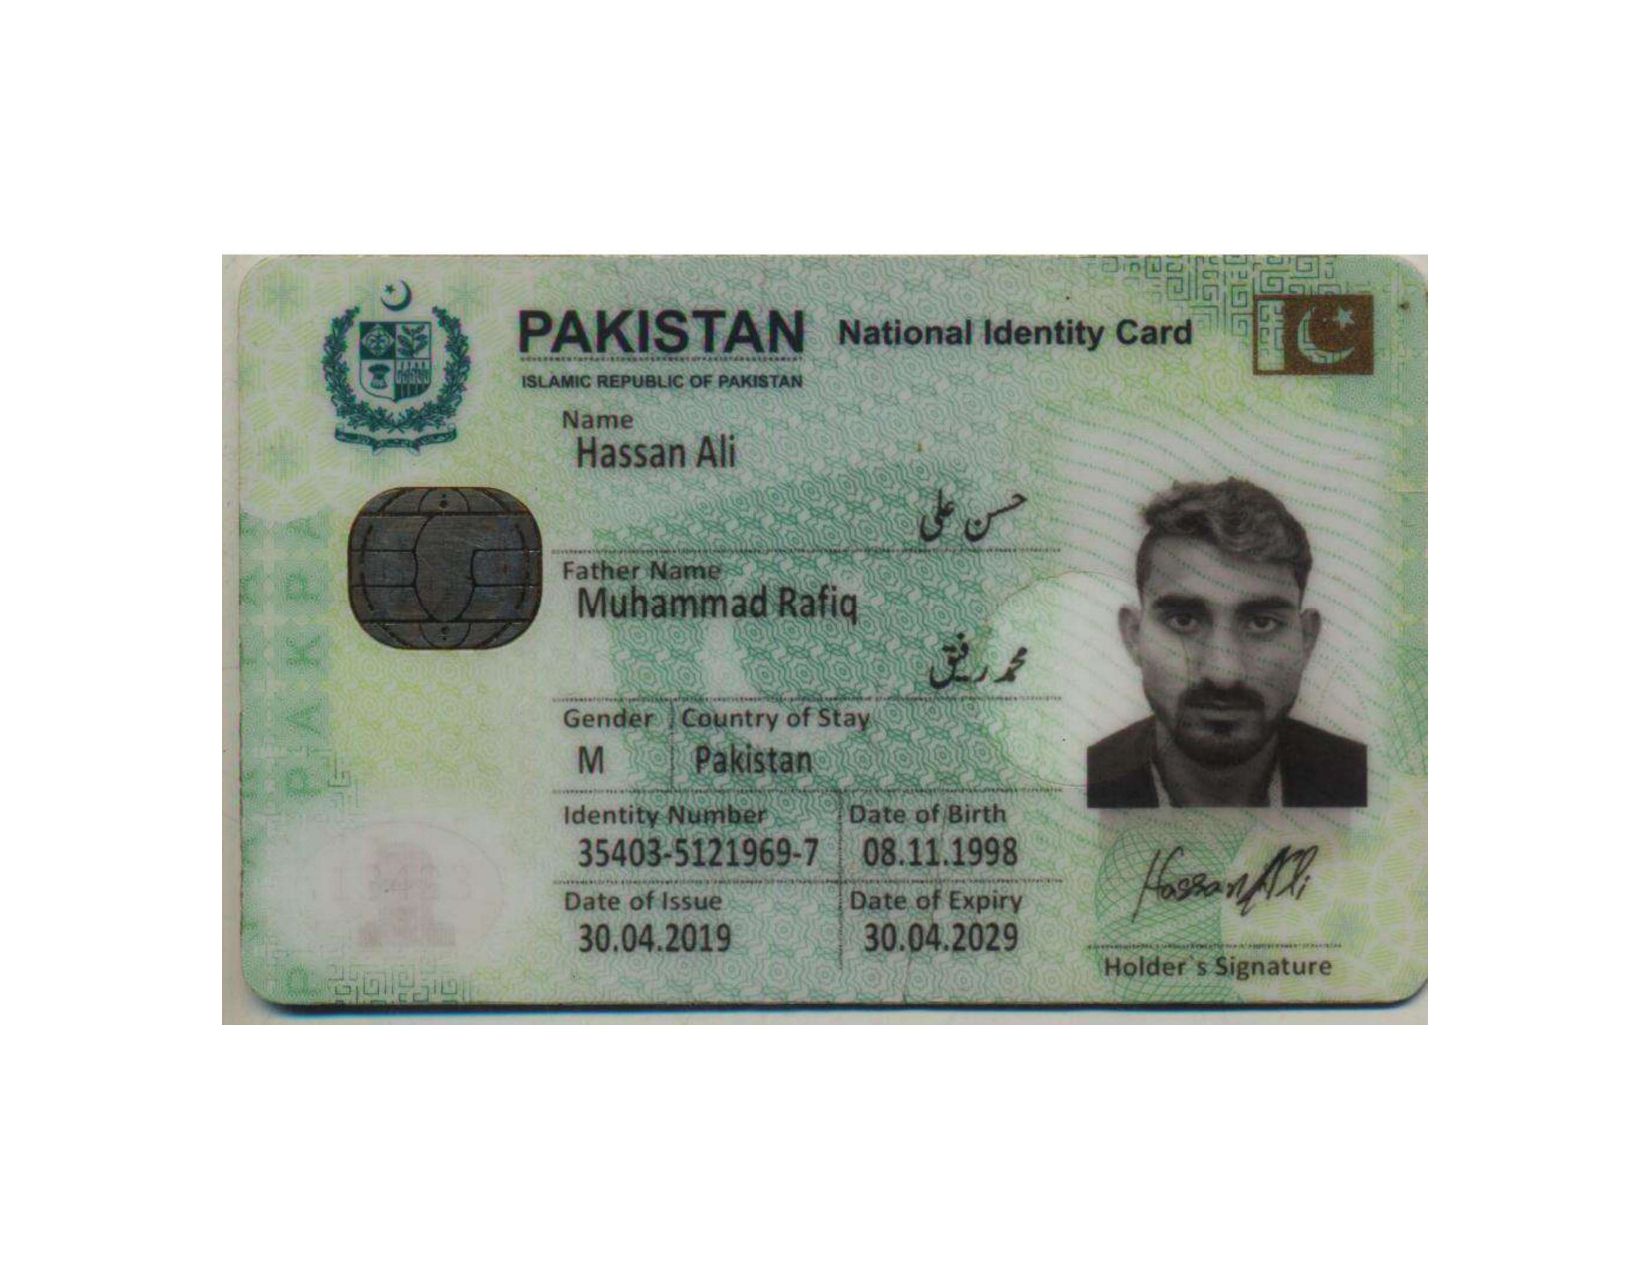 PAKISTAN National Identity Card
ISLAMIC REPUBLIC OF PAKISTAN
Name
Hassan Ali
حسن علی
Father Name
Muhammad Rafiq
محمد رفیق
Gender Country of Stay
M Pakistan
Identity Number Date of Birth
35403-5121969-7 08.11.1998
Date of Issue Date of Expiry
30.04.2019 30.04.2029
Hassan Ali
Holder`s Signature